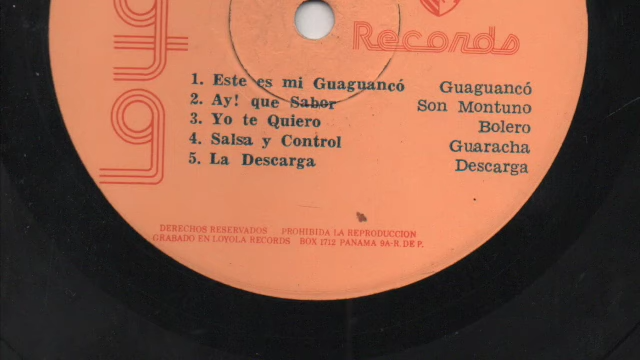 Loyola
Records
1. Este es mi Guaguancó Guaguancó
2. Ay! que Sabor Son Montuno
3. Yo te Quiero Bolero
4. Salsa y Control Guaracha
5. La Descarga Descarga
DERECHOS RESERVADOS PROHIBIDA LA REPRODUCCION
GRABADO EN LOYOLA RECORDS BOX 1712 PANAMA 9A-R. DE P.